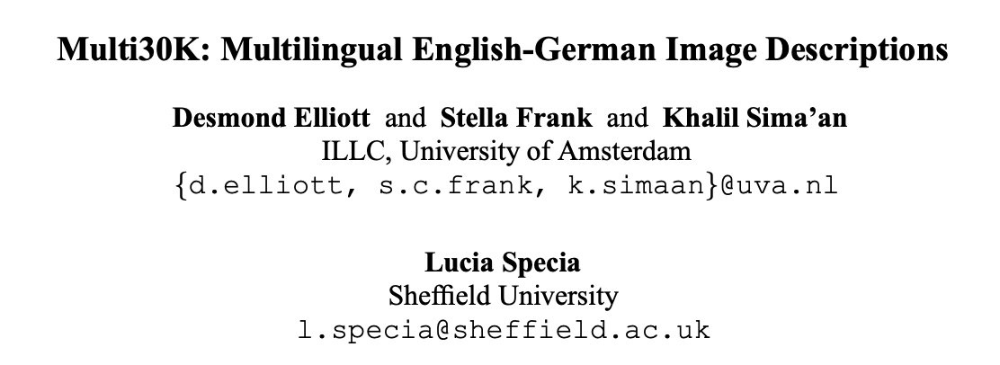 Multi30K: Multilingual English-German Image Descriptions
Desmond Elliott and Stella Frank and Khalil Sima'an
ILLC, University of Amsterdam
{d.elliott, s.c.frank, k.simaan}@uva.nl
Lucia Specia
Sheffield University
l.specia@sheffield.ac.uk